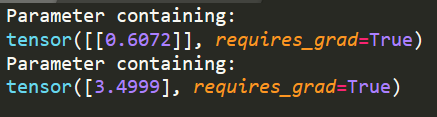 Parameter containing:
tensor([[0.6072]], requires_grad=True)
Parameter containing:
tensor([3.4999], requires_grad=True)